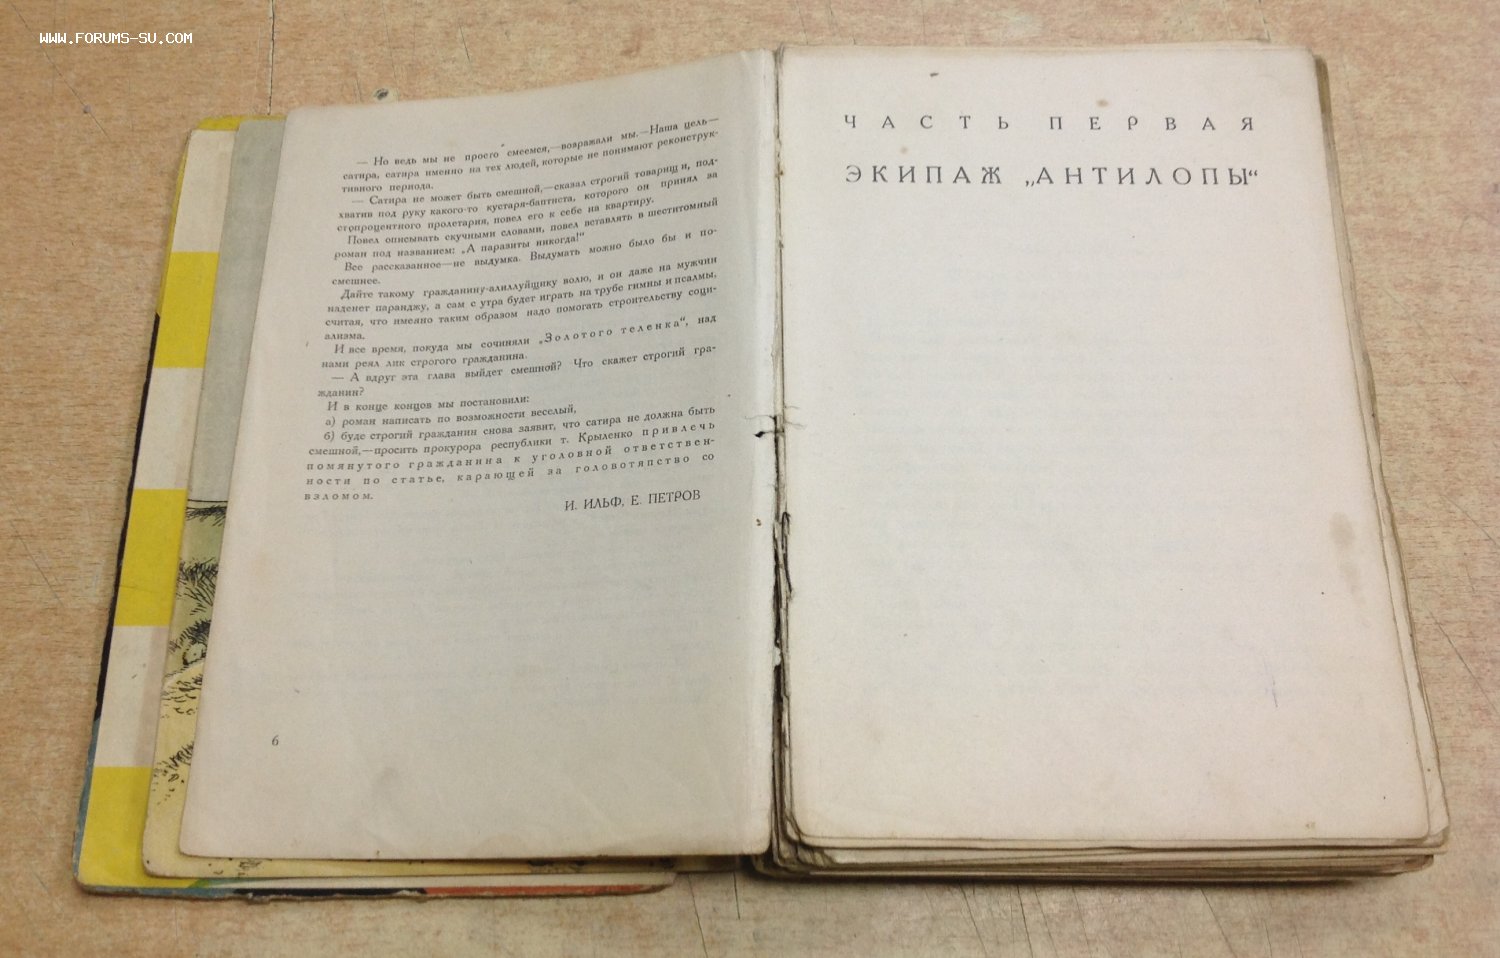 WWW.FORUMS-SU.COM
— Но ведь мы не просто смеемся,—возражали мы.—Наша цель—
сатира, сатира именно на тех людей, которые не понимают реконструк-
тивного периода.
— Сатира не может быть смешной,—сказал строгий товарищ и, под-
хватив под руку какого-то кустаря-баптиста, которого он принял за
стопроцентного пролетария, повел его к себе на квартиру.
Повел описывать скучными словами, повел вставлять в шеститомный
роман под названием: „А паразиты никогда!“
Все рассказанное—не выдумка. Выдумать можно было бы и по-
смешнее.
Дайте такому гражданину-аллилуйщику волю, и он даже на мужчин
наденет паранджу, а сам с утра будет играть на трубе гимны и псалмы,
считая, что именно таким образом надо помогать строительству соци-
ализма.
И все время, покуда мы сочиняли „Золотого теленка“, над
нами реял лик строгого гражданина.
— А вдруг эта глава выйдет смешной? Что скажет строгий гра-
жданин?
И в конце концов мы постановили:
а) роман написать по возможности веселый,
б) буде строгий гражданин снова заявит, что сатира не должна быть
смешной,—просить прокурора республики т. Крыленко привлечь
помянутого гражданина к уголовной ответствен-
ности по статье, карающей за головотяпство со
взломом.
И. ИЛЬФ, Е. ПЕТРОВ
6
ЧАСТЬ ПЕРВАЯ
ЭКИПАЖ „АНТИЛОПЫ“